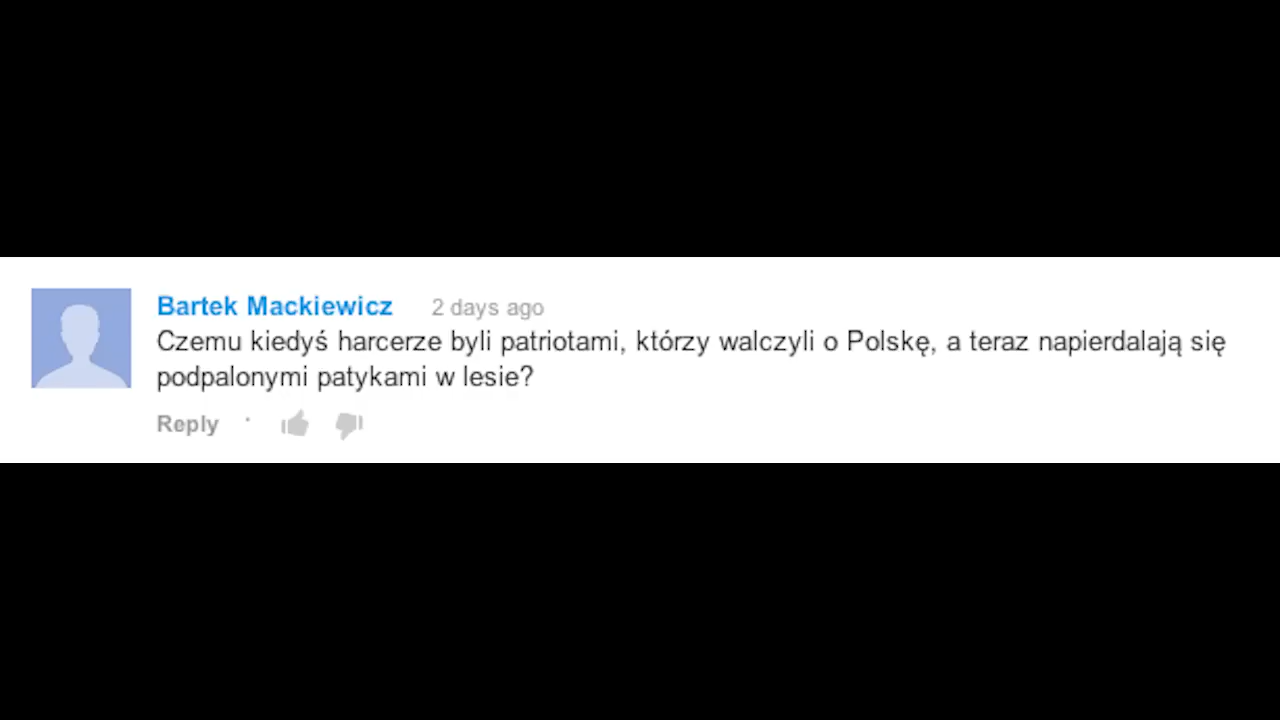 Bartek Mackiewicz 2 days ago
Czemu kiedyś harcerze byli patriotami, którzy walczyli o Polskę, a teraz napierdalają się
podpalonymi patykami w lesie?
Reply ·